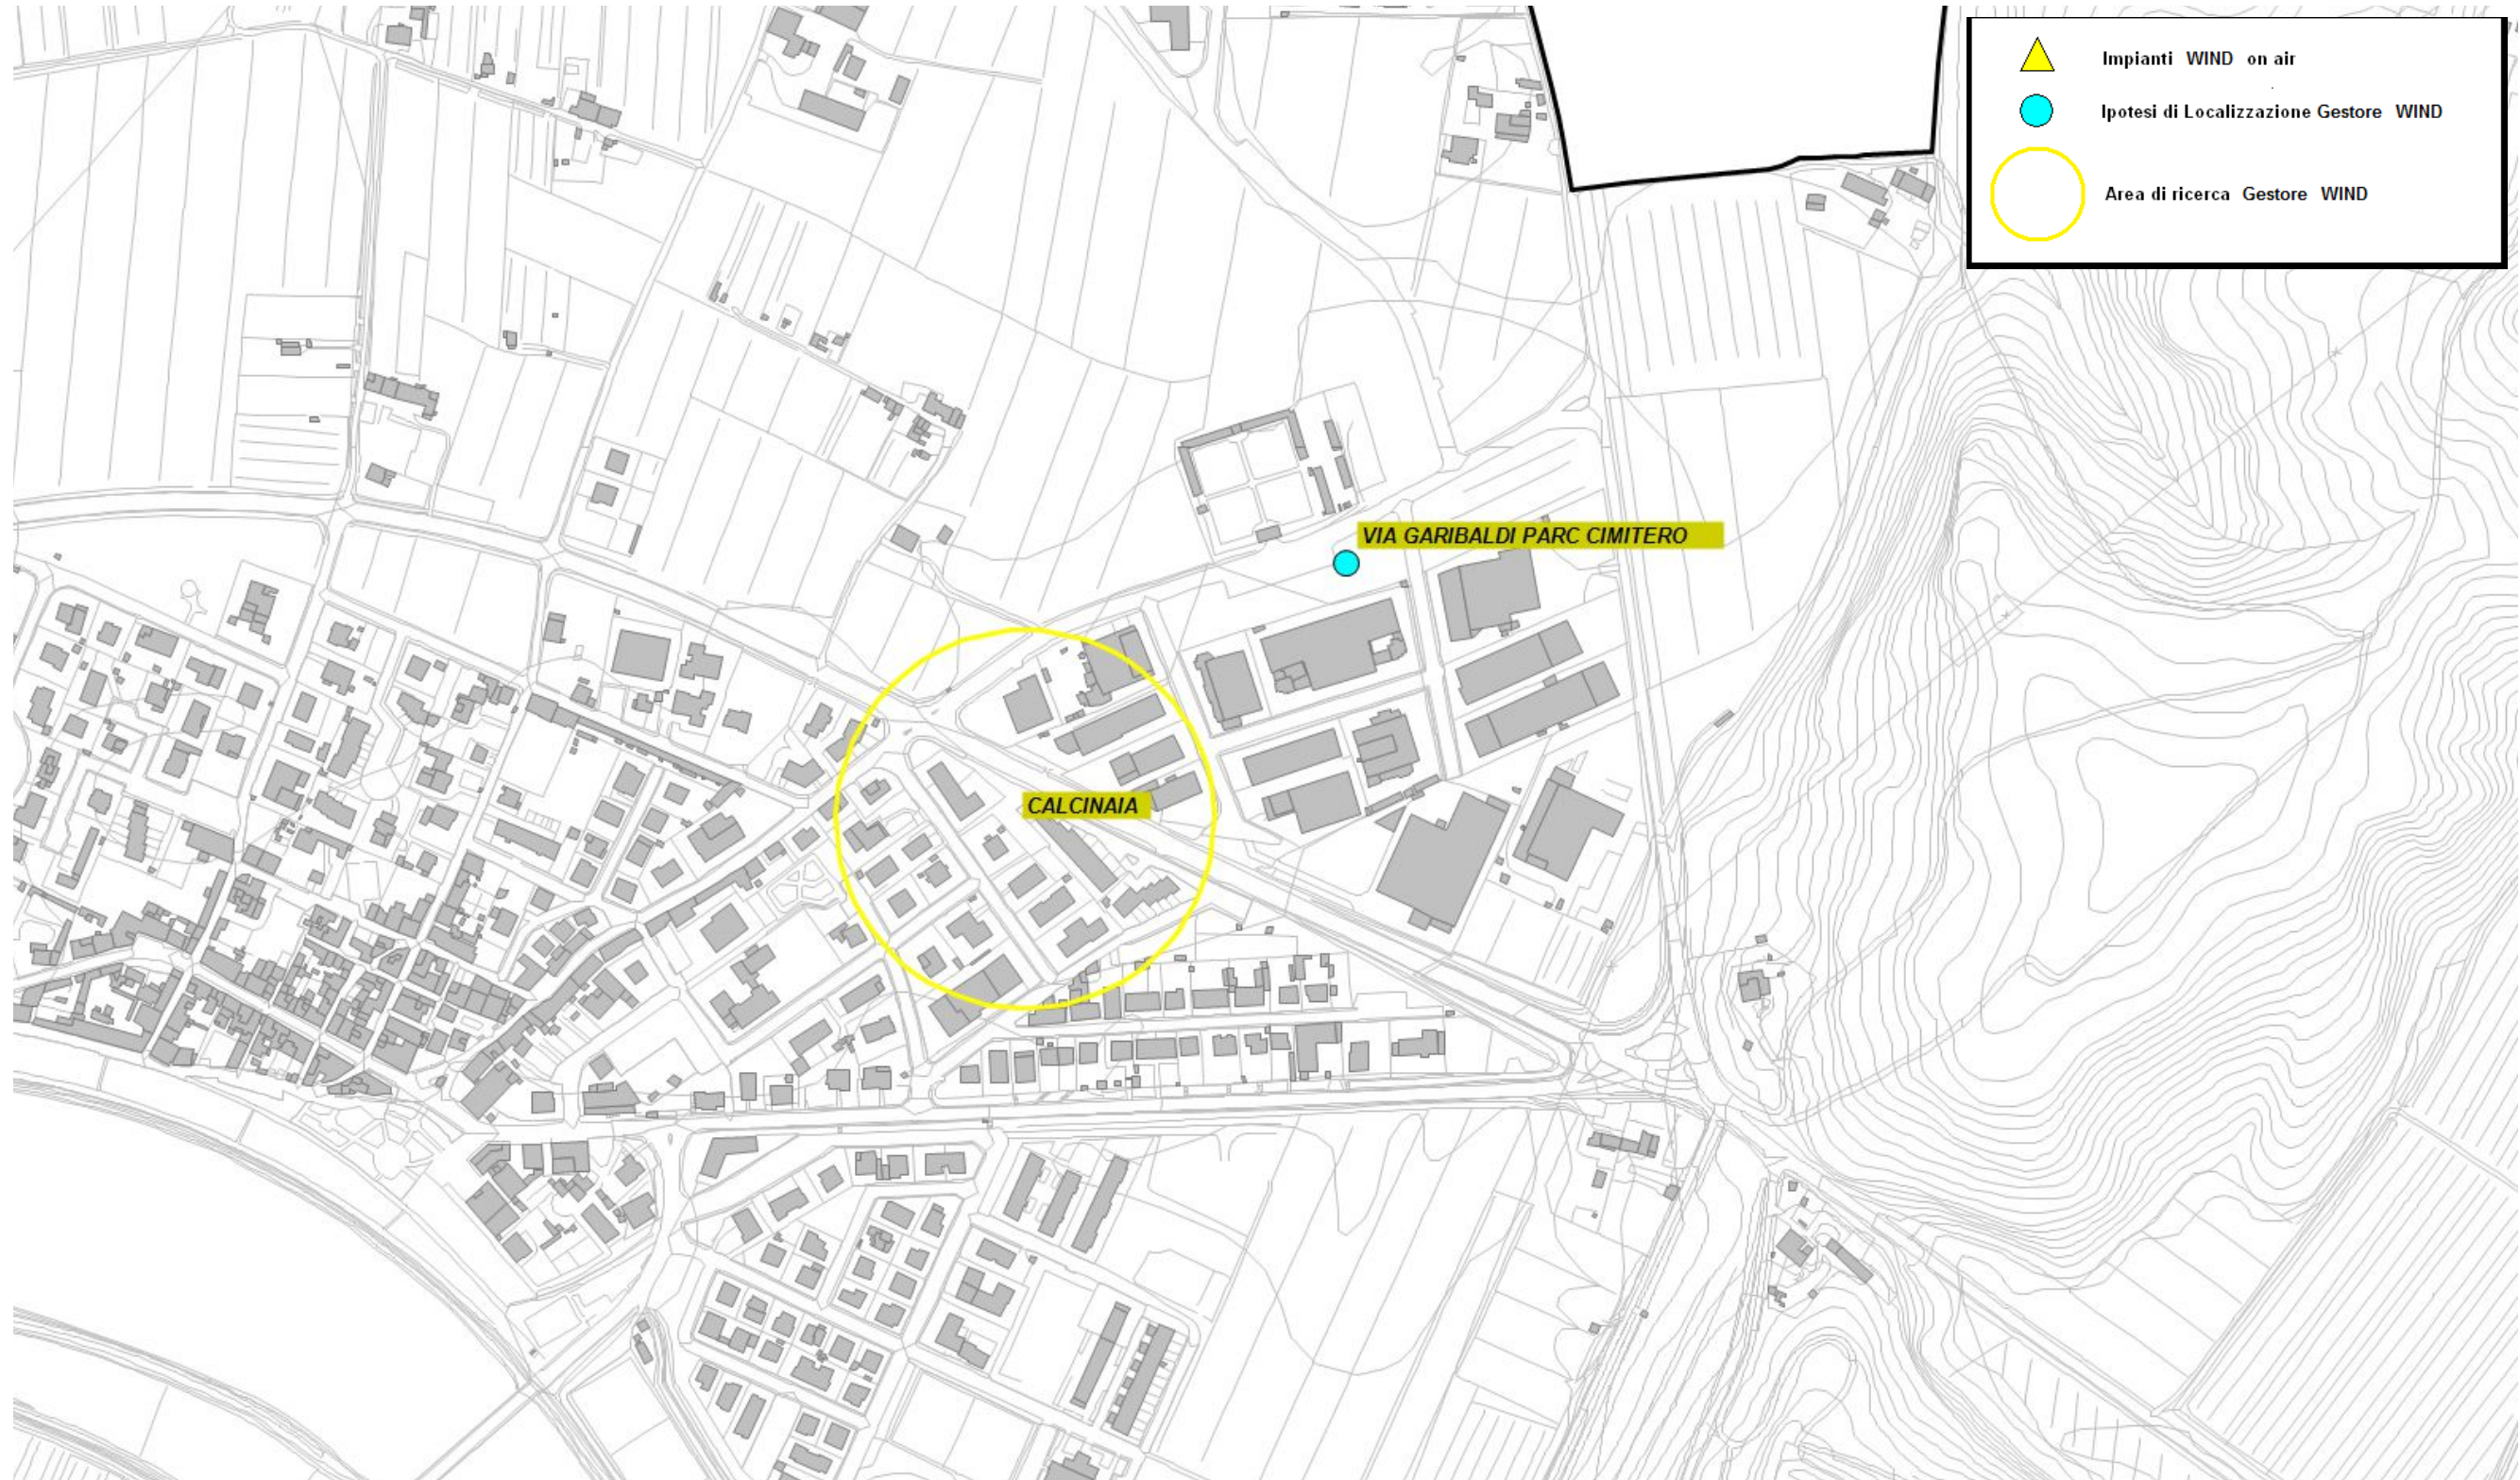 Impianti WIND on air
Ipotesi di Localizzazione Gestore WIND
Area di ricerca Gestore WIND
VIA GARIBALDI PARC CIMITERO
CALCINAIA